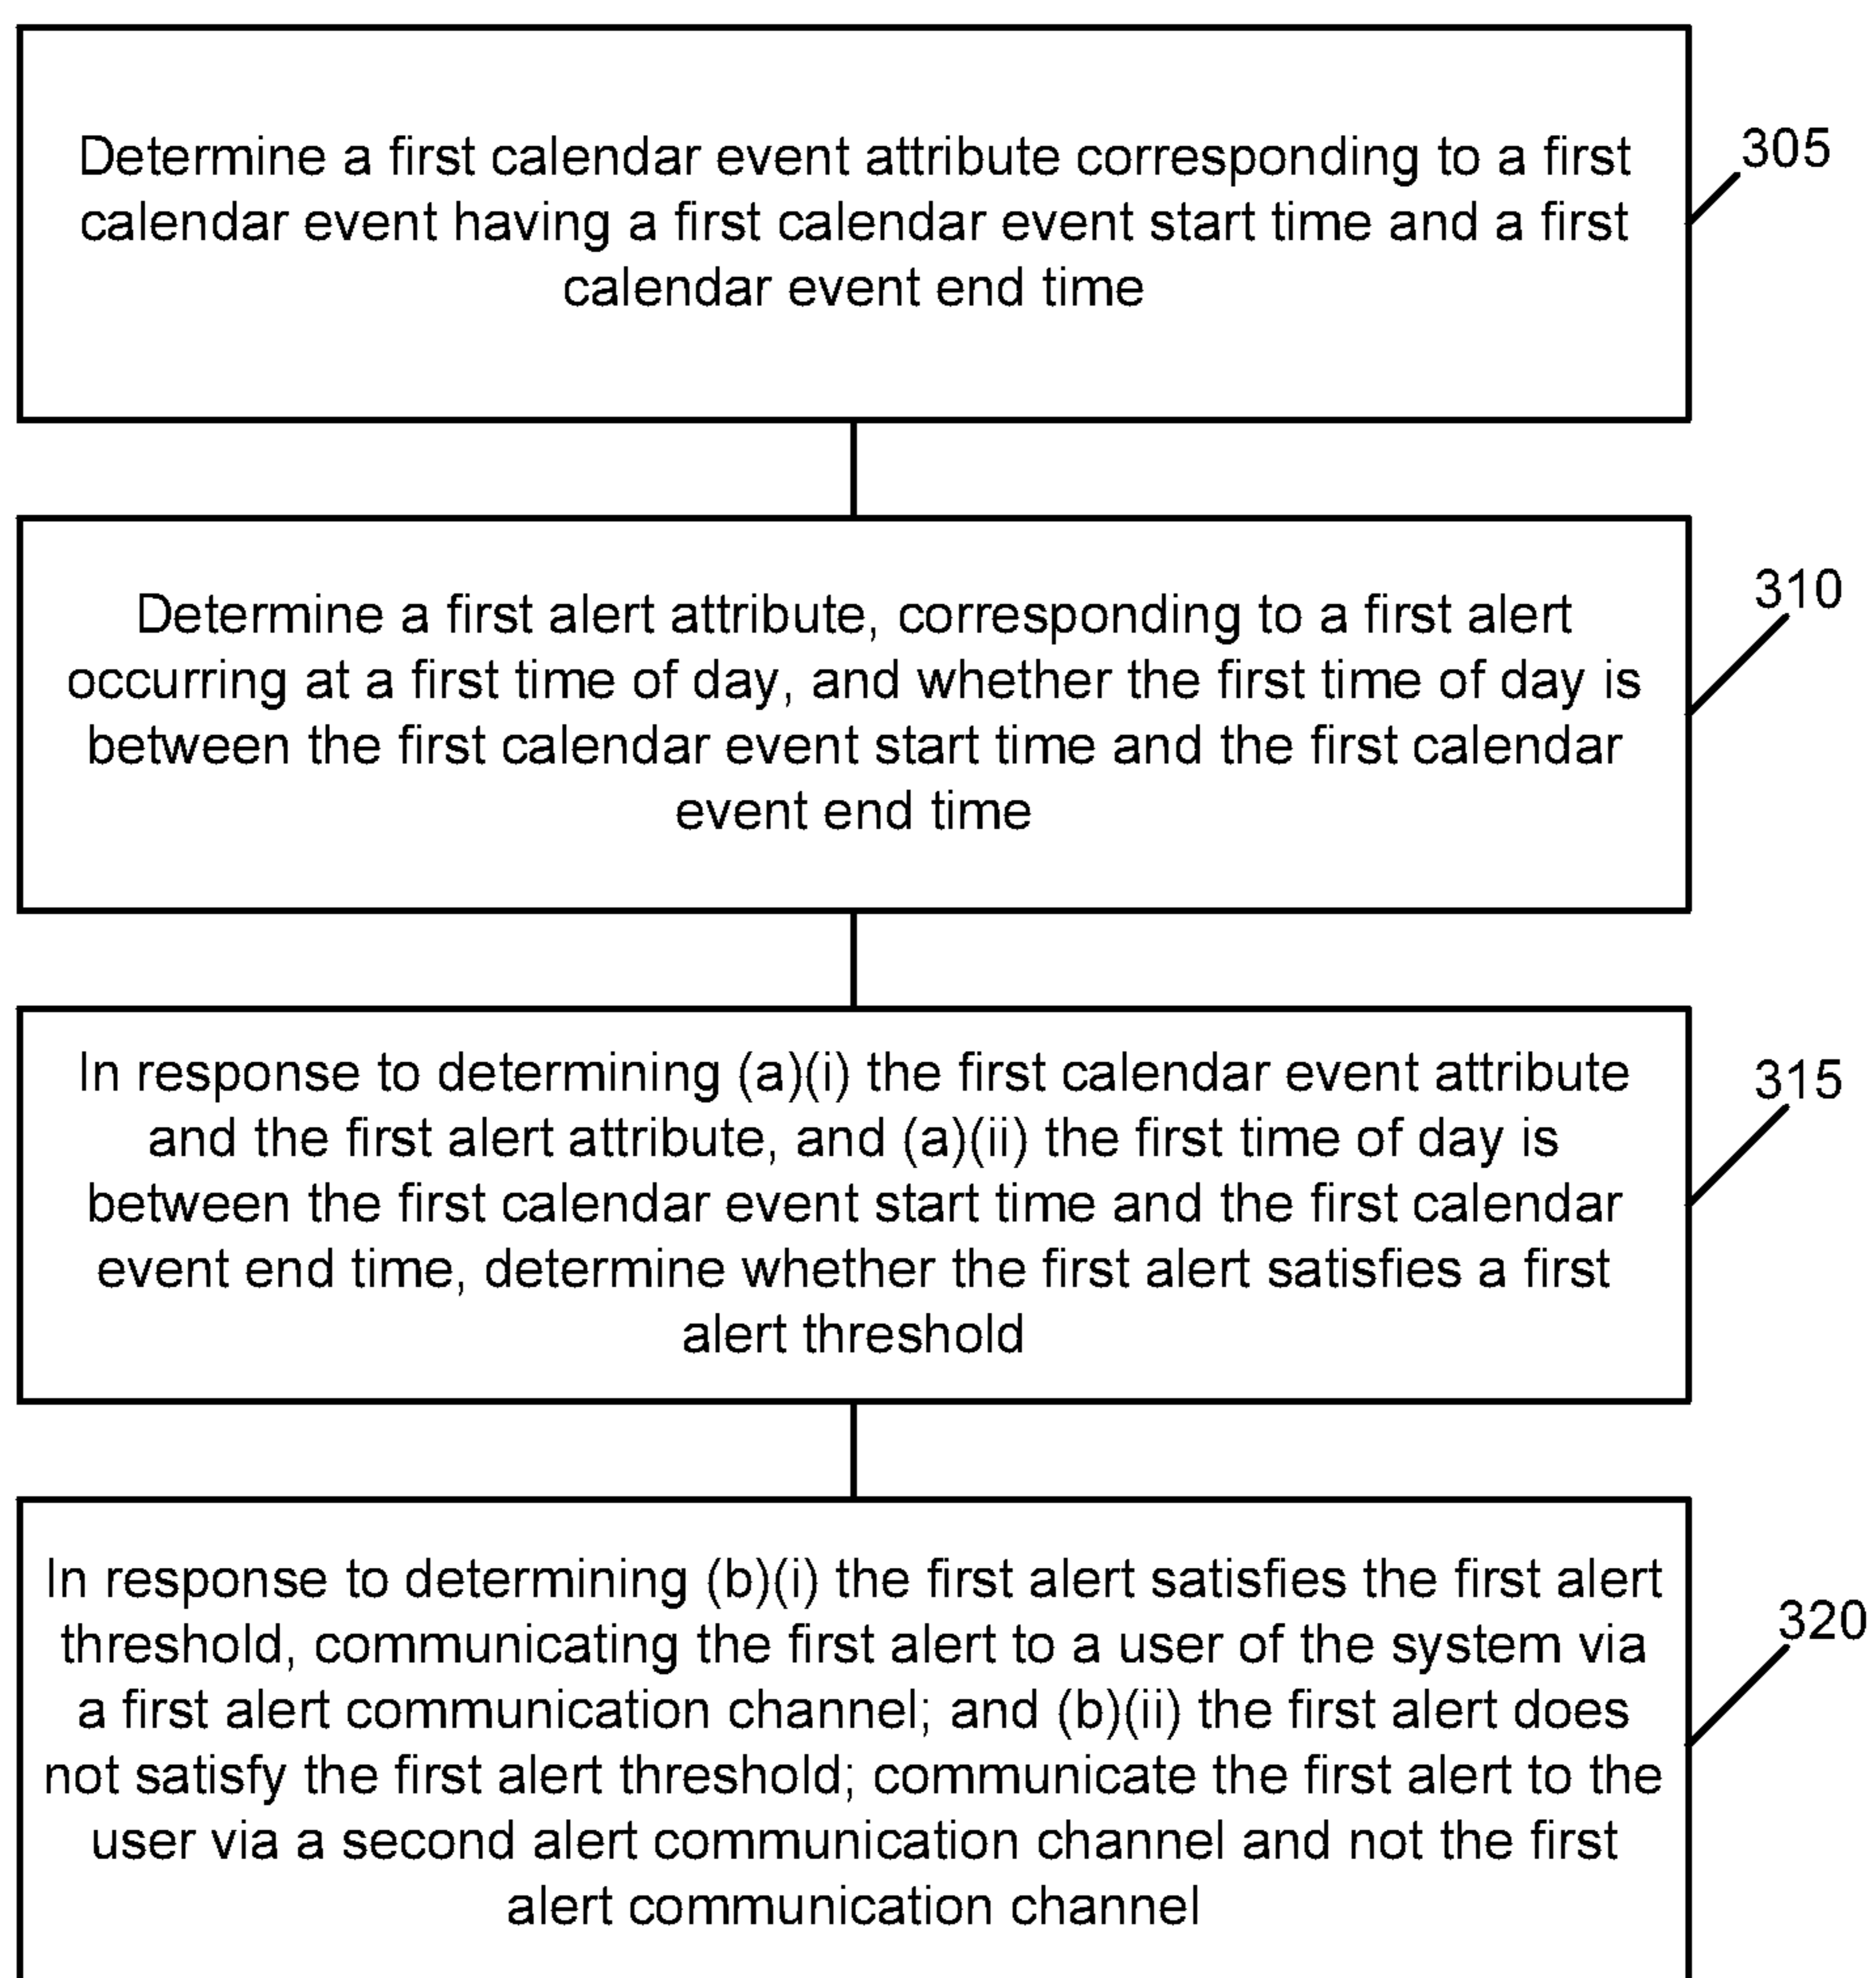 Determine a first calendar event attribute corresponding to a first
calendar event having a first calendar event start time and a first
calendar event end time
305
Determine a first alert attribute, corresponding to a first alert
occurring at a first time of day, and whether the first time of day is
between the first calendar event start time and the first calendar
event end time
310
In response to determining (a)(i) the first calendar event attribute
and the first alert attribute, and (a)(ii) the first time of day is
between the first calendar event start time and the first calendar
event end time, determine whether the first alert satisfies a first
alert threshold
315
In response to determining (b)(i) the first alert satisfies the first alert
threshold, communicating the first alert to a user of the system via
a first alert communication channel; and (b)(ii) the first alert does
not satisfy the first alert threshold; communicate the first alert to the
user via a second alert communication channel and not the first
alert communication channel
320